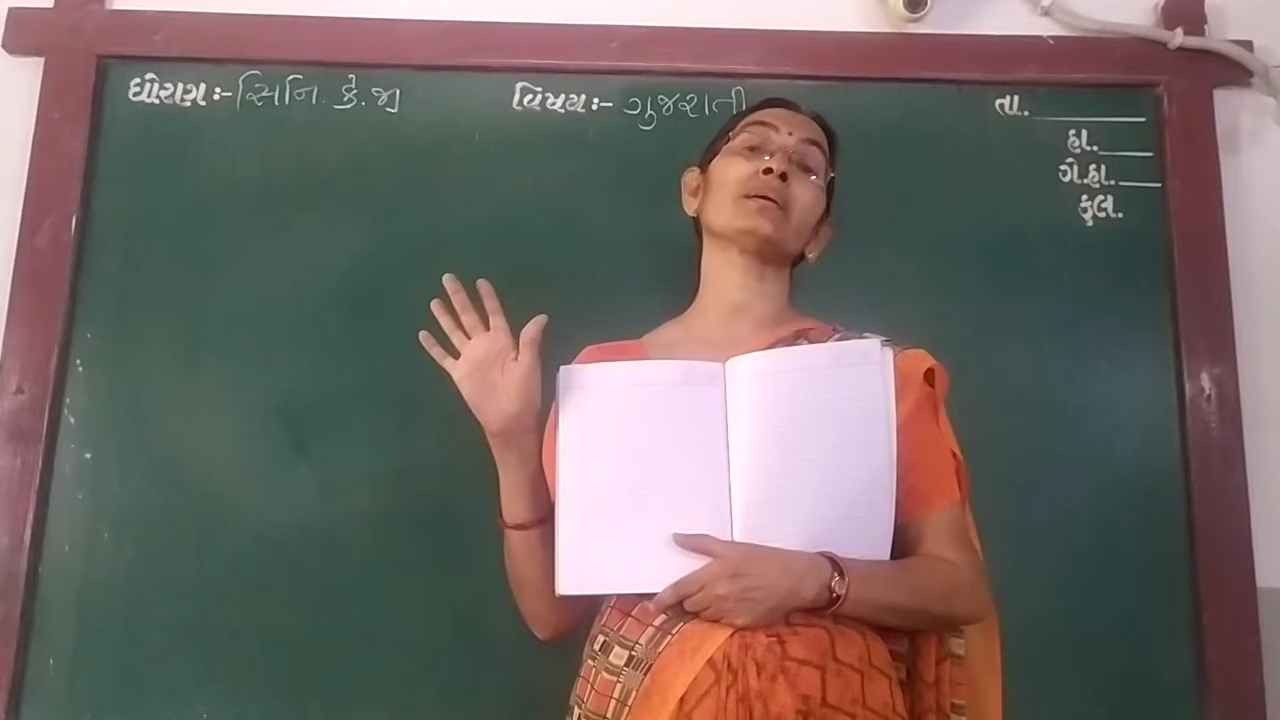 ધોરણ:- સિનિ. કે.જી
વિષય:- ગુજરાતી
તા.
હા.
ગે.હા.
કુલ.